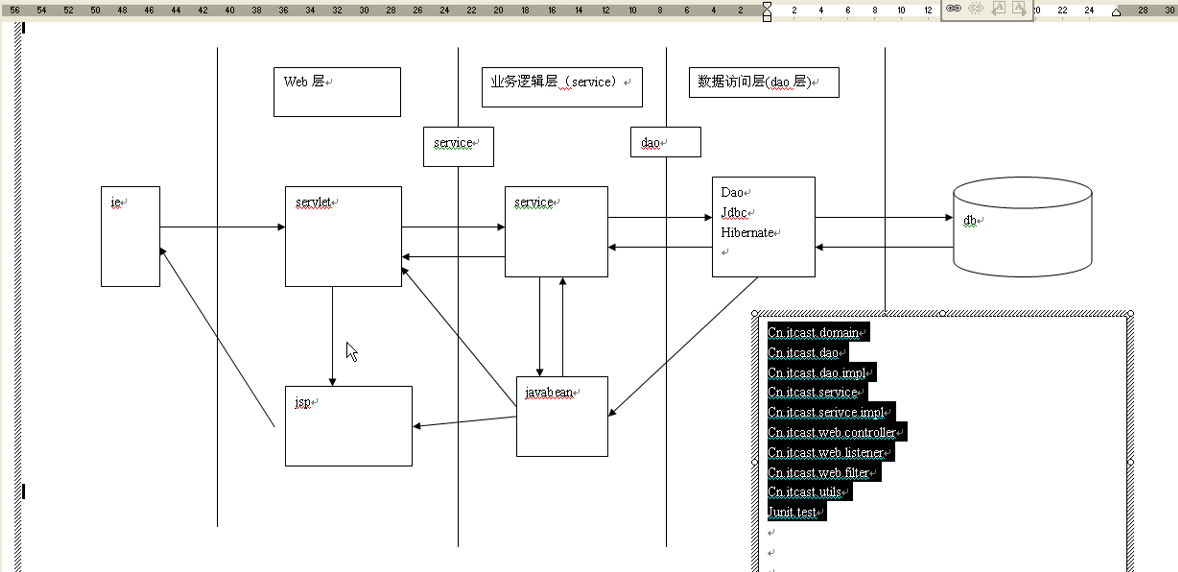 56 54 52 50 48 46 44 42 40 38 36 34 32 30 28 26 24 22 20 18 16 14 12 10 8 6 4 2 2 4 6 8 10 12 20 22 24 28 30
Web 层
业务逻辑层（service）
数据访问层(dao 层)
service
dao
ie
servlet
service
Dao
Jdbc
Hibernate
db
jsp
javabean
Cn.itcast.domain
Cn.itcast.dao
Cn.itcast.dao.impl
Cn.itcast.service
Cn.itcast.serivce.impl
Cn.itcast.web.controller
Cn.itcast.web.listener
Cn.itcast.web.filter
Cn.itcast.utils
Junit.test